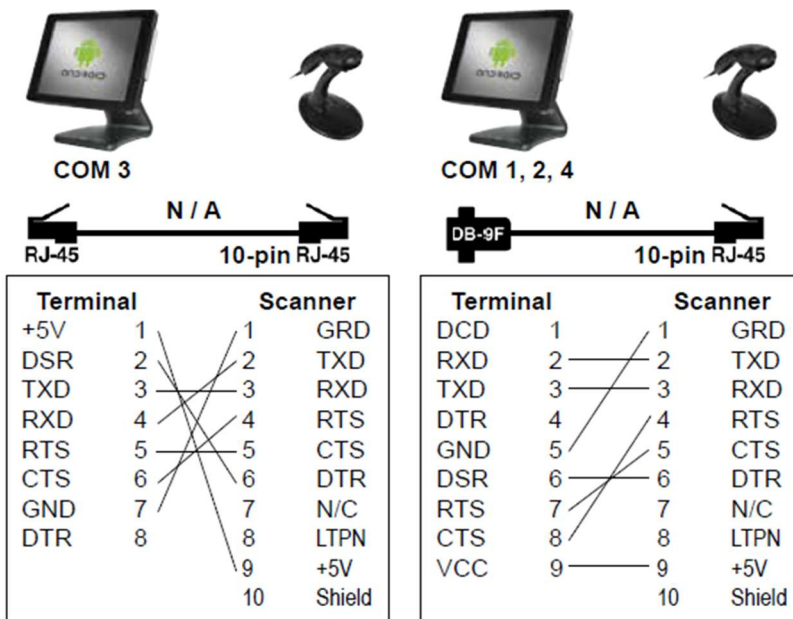 ANDROID
COM 3
N / A
RJ-45 10-pin RJ-45
Terminal Scanner
+5V 1 1 GRD
DSR 2 2 TXD
TXD 3 3 RXD
RXD 4 4 RTS
RTS 5 5 CTS
CTS 6 6 DTR
GND 7 7 N/C
DTR 8 8 LTPN
9 +5V
10 Shield
ANDROID
COM 1, 2, 4
N / A
DB-9F
10-pin RJ-45
Terminal Scanner
DCD 1 1 GRD
RXD 2 2 TXD
TXD 3 3 RXD
DTR 4 4 RTS
GND 5 5 CTS
DSR 6 6 DTR
RTS 7 7 N/C
CTS 8 8 LTPN
VCC 9 9 +5V
10 Shield